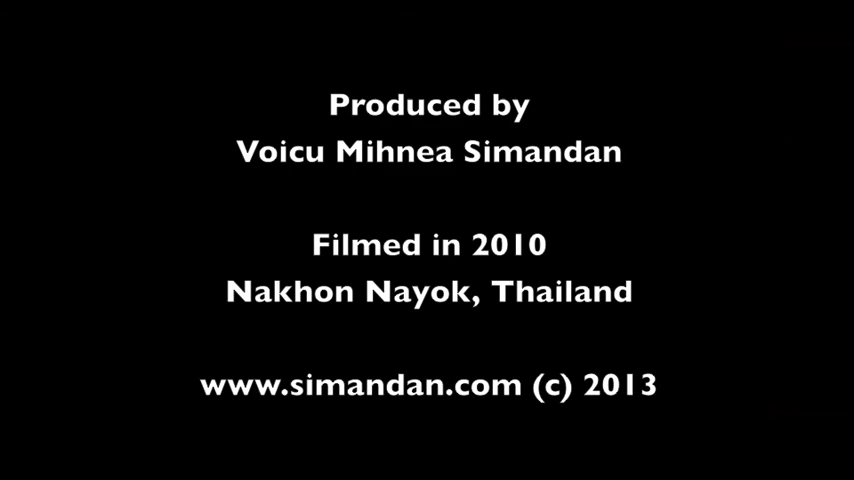 Produced by
Voicu Mihnea Simandan
Filmed in 2010
Nakhon Nayok, Thailand
www.simandan.com (c) 2013